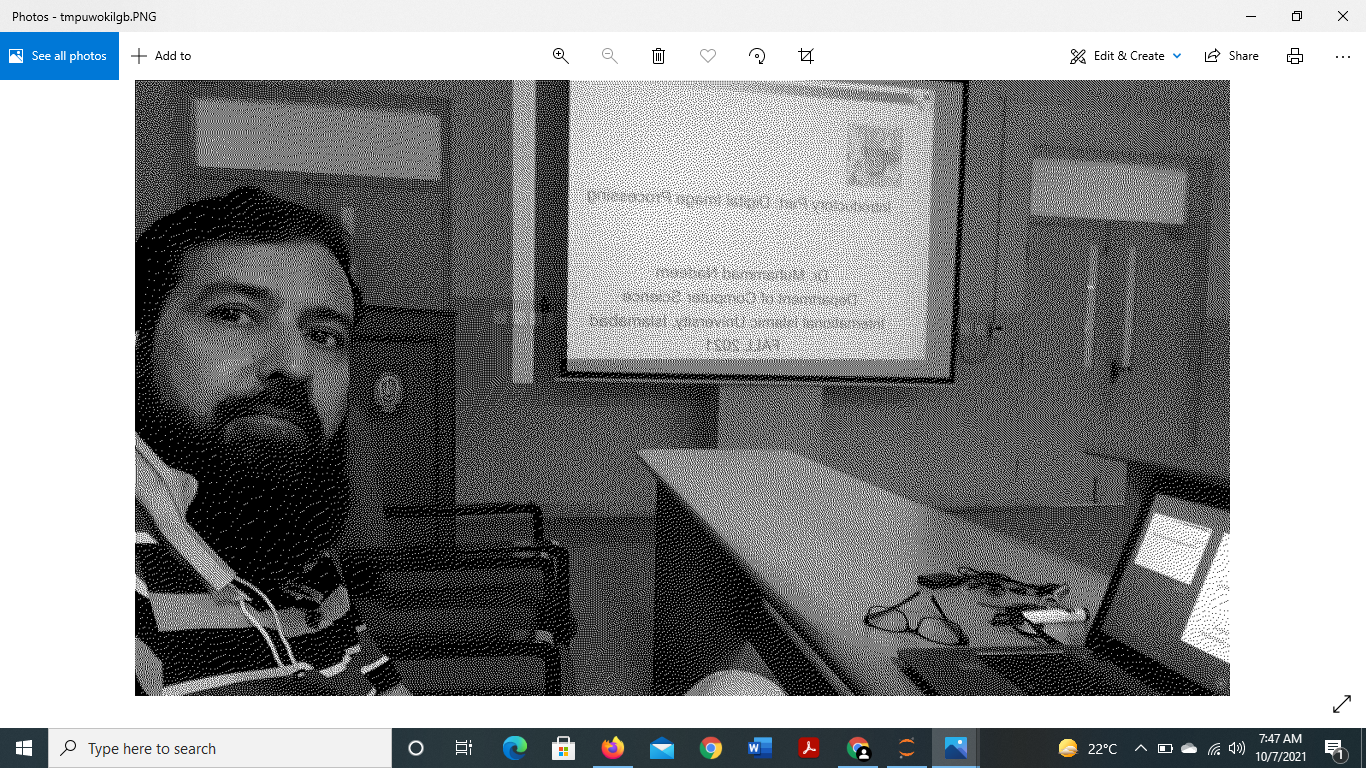 Photos - tmpuwokilgb.PNG
See all photos
Add to
Edit & Create
Share
Introductory Part Digital Image Processing
Dr. Muhammad Nadeem
Department of Computer Science
International Islamic University, Islamabad
FALL 2021
Type here to search
22°C
7:47 AM
10/7/2021
1